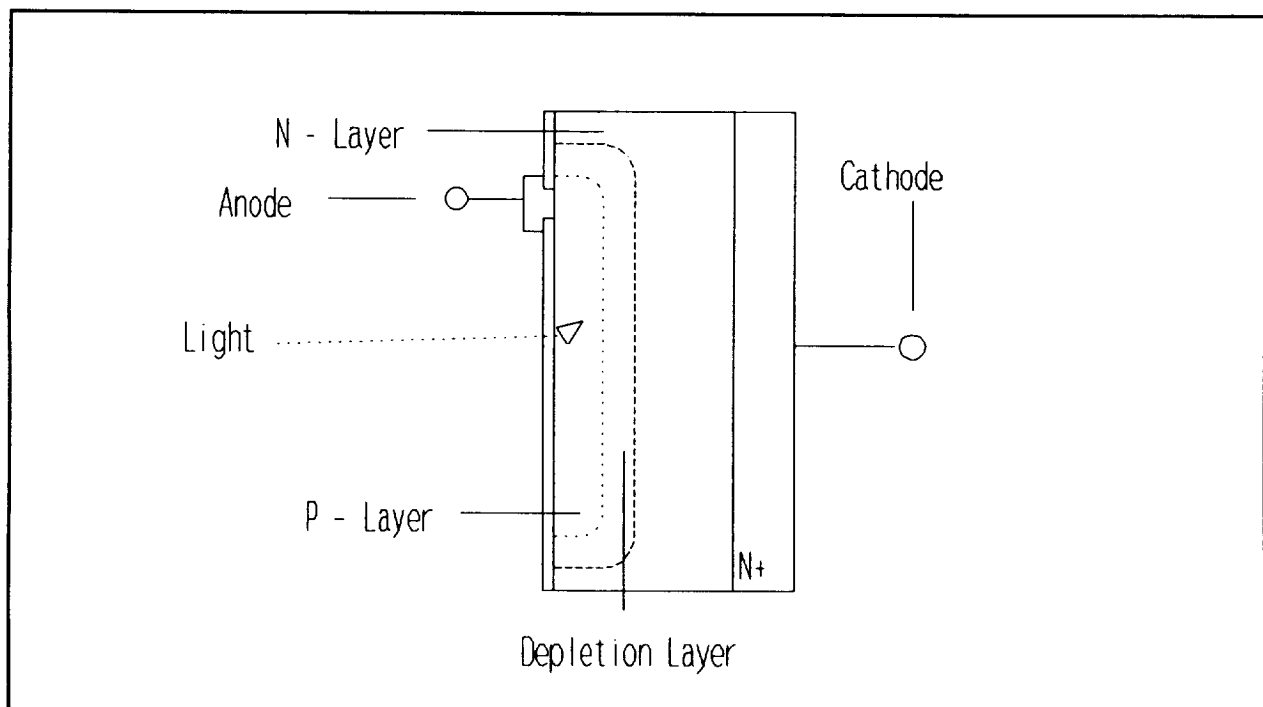 N - Layer
Anode
Cathode
Light
P - Layer
N+
Depletion Layer